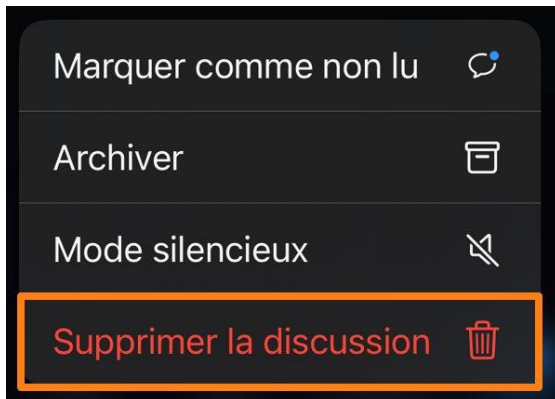 Marquer comme non lu
Archiver
Mode silencieux
Supprimer la discussion